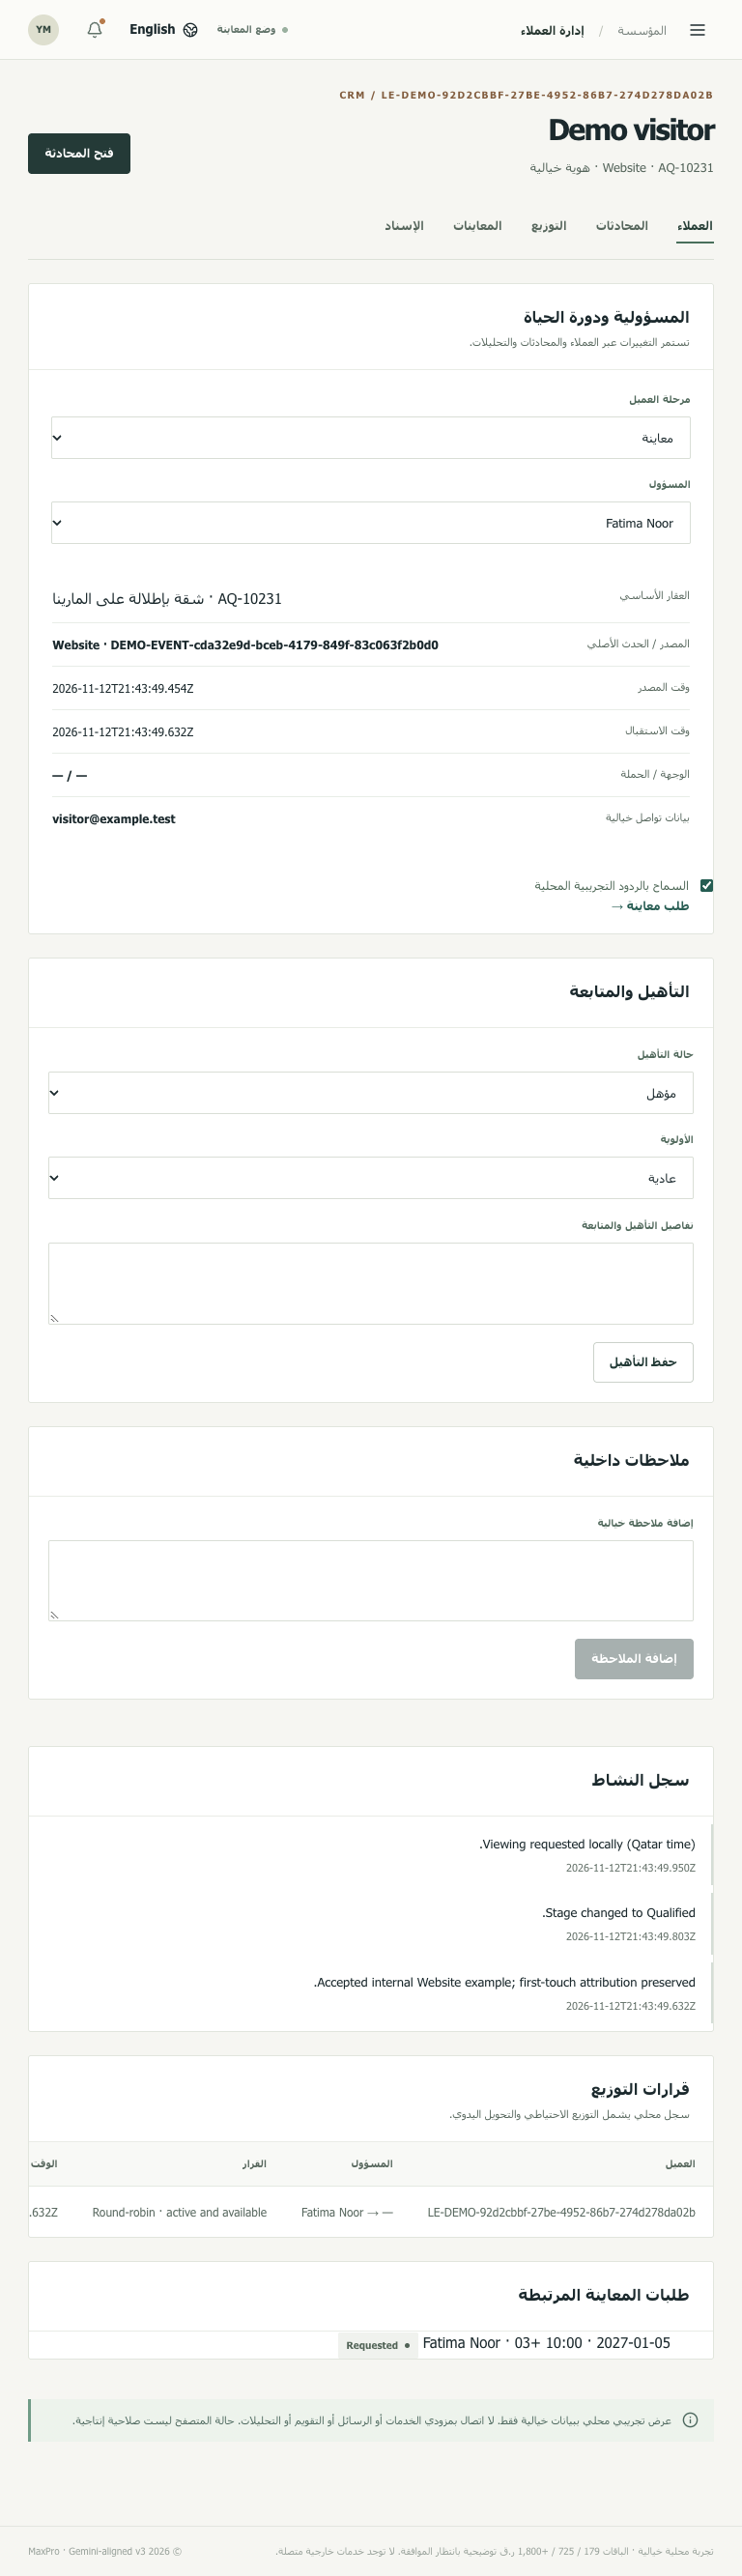 المؤسسة / إدارة العملاء
وضع المعاينة
English
YM
CRM / LE-DEMO-92D2CBBF-27BE-4952-86B7-274D278DA02B
Demo visitor
AQ-10231 · Website · هوية خيالية
فتح المحادثة
العملاء
المحادثات
التوزيع
المعاينات
الإسناد
المسؤولية ودورة الحياة
تستمر التغييرات عبر العملاء والمحادثات والتحليلات.
مرحلة العميل
معاينة
المسؤول
Fatima Noor
العقار الأساسي
AQ-10231 · شقة بإطلالة على المارينا
المصدر / الحدث الأصلي
Website · DEMO-EVENT-cda32e9d-bceb-4179-849f-83c063f2b0d0
وقت المصدر
2026-11-12T21:43:49.454Z
وقت الاستقبال
2026-11-12T21:43:49.632Z
الوجهة / الحملة
— / —
بيانات تواصل خيالية
visitor@example.test
السماح بالردود التجريبية المحلية
طلب معاينة →
التأهيل والمتابعة
حالة التأهيل
مؤهل
الأولوية
عادية
تفاصيل التأهيل والمتابعة
حفظ التأهيل
ملاحظات داخلية
إضافة ملاحظة خيالية
إضافة الملاحظة
سجل النشاط
Viewing requested locally (Qatar time).
2026-11-12T21:43:49.950Z
Stage changed to Qualified.
2026-11-12T21:43:49.803Z
Accepted internal Website example; first-touch attribution preserved.
2026-11-12T21:43:49.632Z
قرارات التوزيع
سجل محلي يشمل التوزيع الاحتياطي والتحويل اليدوي.
العميل
المسؤول
القرار
الوقت
LE-DEMO-92d2cbbf-27be-4952-86b7-274d278da02b
— → Fatima Noor
Round-robin · active and available
.632Z
طلبات المعاينة المرتبطة
2027-01-05 · 10:00 +03 · Fatima Noor
Requested
عرض تجريبي محلي ببيانات خيالية فقط. لا اتصال بمزودي الخدمات أو الرسائل أو التقويم أو التحليلات. حالة المتصفح ليست صلاحية إنتاجية.
تجربة محلية خيالية · الباقات 179 / 725 / +1,800 ر.ق توضيحية بانتظار الموافقة. لا توجد خدمات خارجية متصلة.
© 2026 MaxPro · Gemini-aligned v3